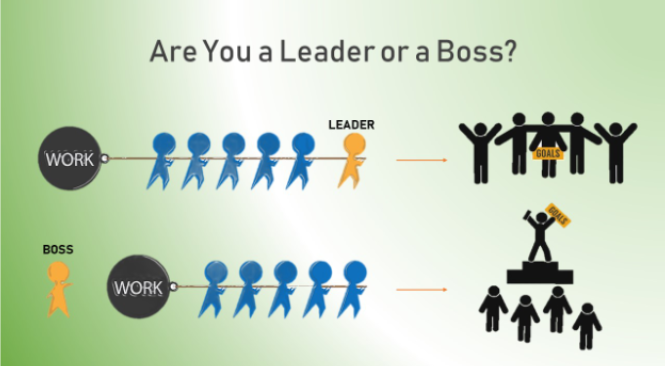 Are You a Leader or a Boss?
LEADER
WORK
GOALS
GOALS
BOSS
WORK